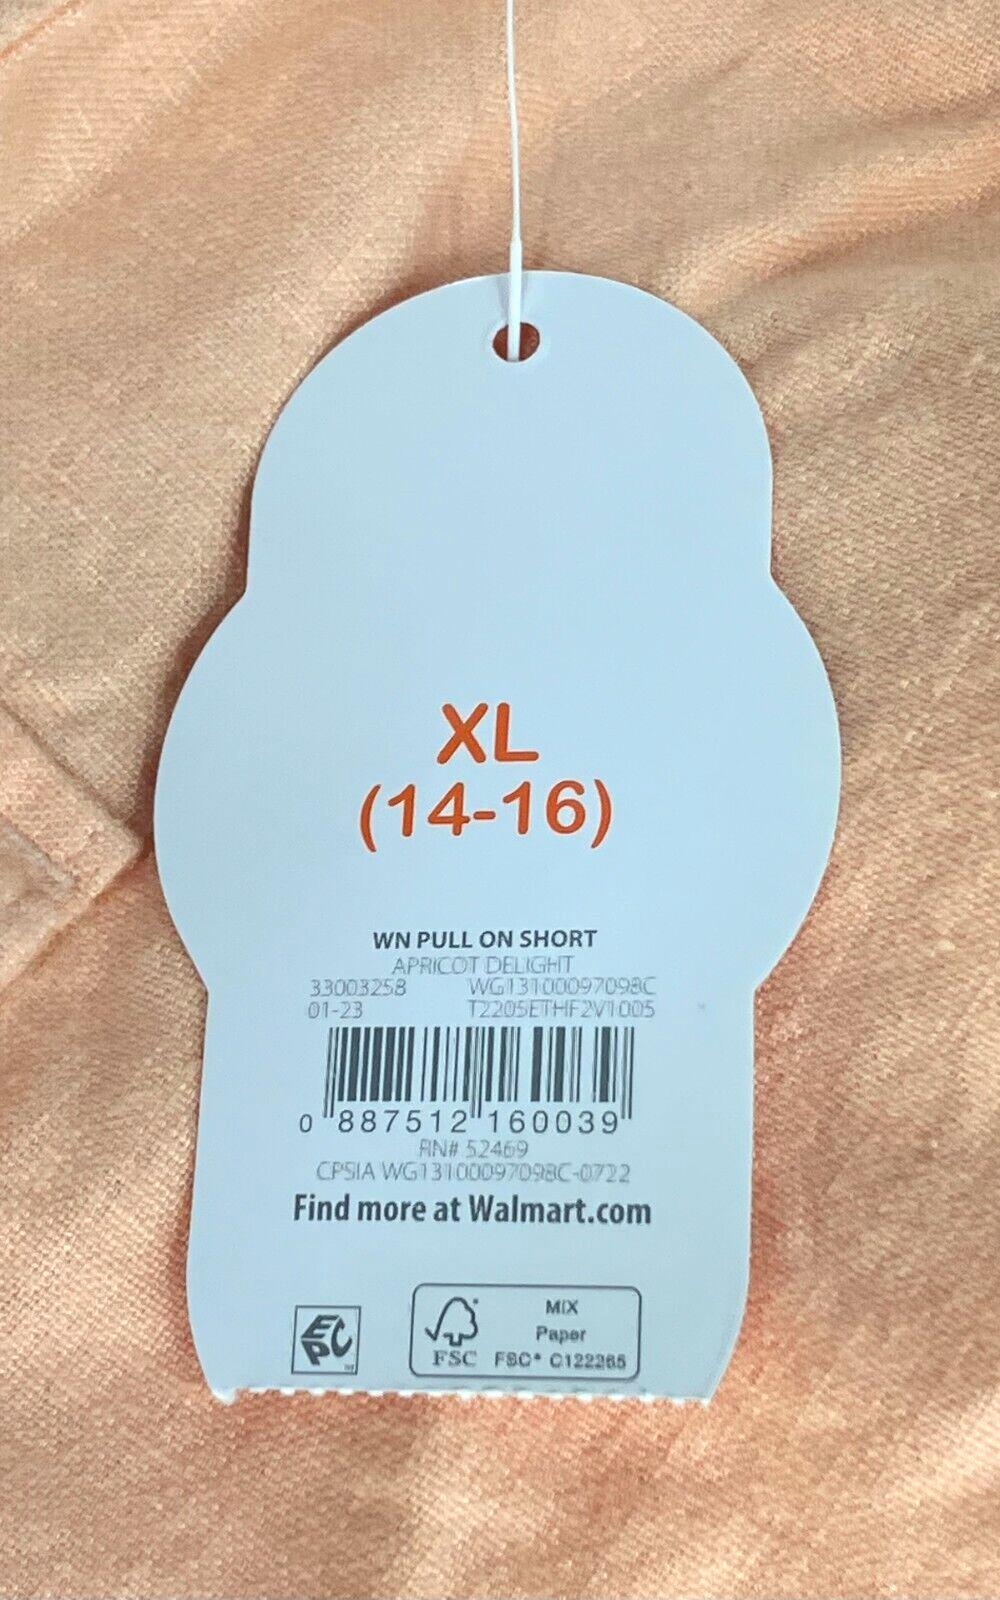 XL
(14-16)
WN PULL ON SHORT
APRICOT DELIGHT
33003258 WG13100097098C
01-23 T2205ETHF2V1005
0 887512 160039
RN# 52469
CPSIA WG13100097098C-0722
Find more at Walmart.com
EPC
FSC
MIX
Paper
FSC® C122265